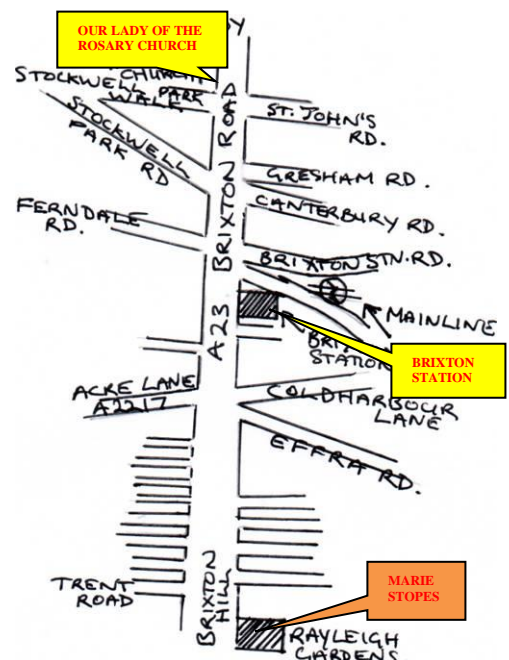 OUR LADY OF THE
ROSARY CHURCH
CHURCH
STOCKWELL PARK
WALK
STOCKWELL
PARK RD
ST. JOHN'S
RD.
BRIXTON ROAD
GRESHAM RD.
CANTERBURY RD.
FERNDALE
RD.
BRIXTON STN. RD.
MAINLINE
STATION
BRIXTON
STATION
A23
ACRE LANE
A2217
COLDHARBOUR
LANE
EFFRA RD.
TRENT
ROAD
BRIXTON
HILL
MARIE
STOPES
RAYLEIGH
GARDENS